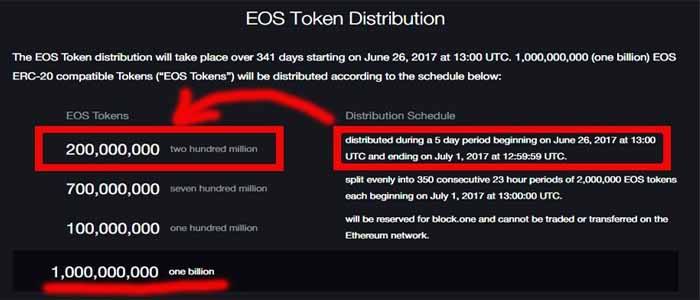 EOS Token Distribution
The EOS Token distribution will take place over 341 days starting on June 26, 2017 at 13:00 UTC. 1,000,000,000 (one billion) EOS
ERC-20 compatible Tokens (“EOS Tokens”) will be distributed according to the schedule below:
EOS Tokens
Distribution Schedule
200,000,000 two hundred million
distributed during a 5 day period beginning on June 26, 2017 at 13:00
UTC and ending on July 1, 2017 at 12:59:59 UTC.
700,000,000 seven hundred million
split evenly into 350 consecutive 23 hour periods of 2,000,000 EOS tokens
each beginning on July 1, 2017 at 13:00:00 UTC.
100,000,000 one hundred million
will be reserved for block.one and cannot be traded or transferred on the
Ethereum network.
1,000,000,000 one billion